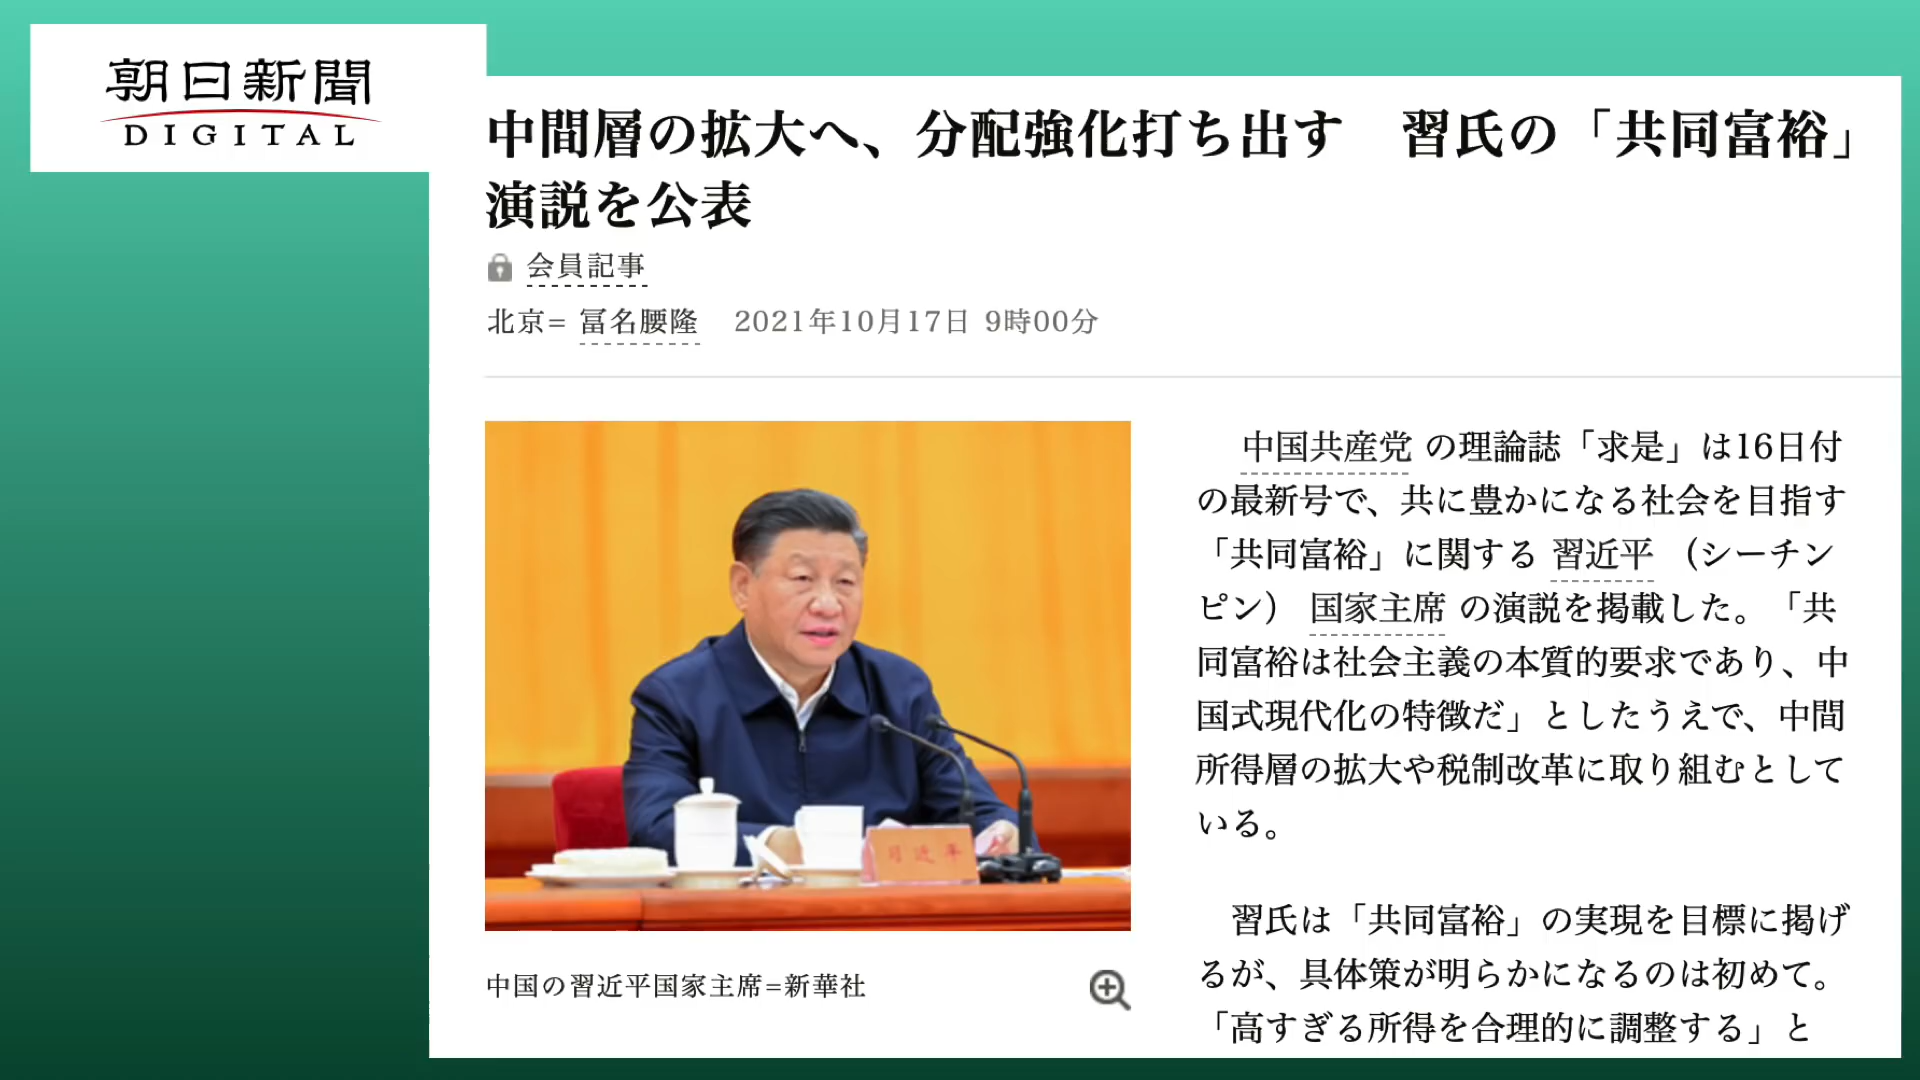 朝日新聞
DIGITAL
中間層の拡大へ、分配強化打ち出す　習氏の「共同富裕」
演説を公表
会員記事
北京= 冨名腰隆　2021年10月17日 9時00分
习近平
中国の習近平国家主席=新華社
中国共産党 の理論誌「求是」は16日付
の最新号で、共に豊かになる社会を目指す
「共同富裕」に関する 習近平 （シーチン
ピン） 国家主席 の演説を掲載した。「共
同富裕は社会主義の本質的要求であり、中
国式現代化の特徴だ」としたうえで、中間
所得層の拡大や税制改革に取り組むとして
いる。
習氏は「共同富裕」の実現を目標に掲げ
るが、具体策が明らかになるのは初めて。
「高すぎる所得を合理的に調整する」と